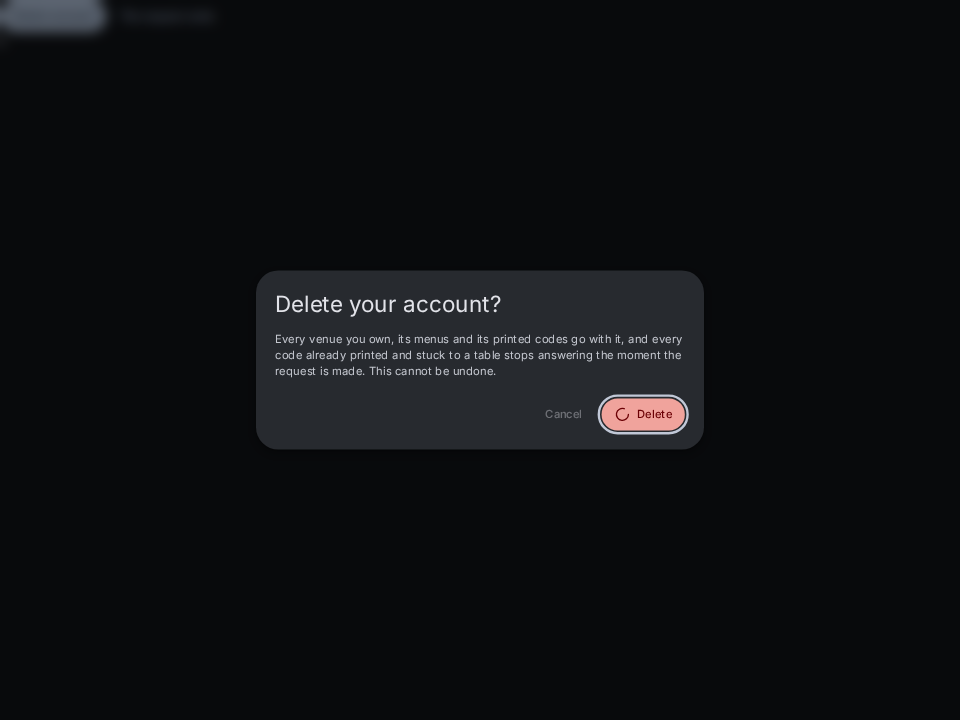 Delete your account?
Every venue you own, its menus and its printed codes go with it, and every
code already printed and stuck to a table stops answering the moment the
request is made. This cannot be undone.
Cancel
Delete